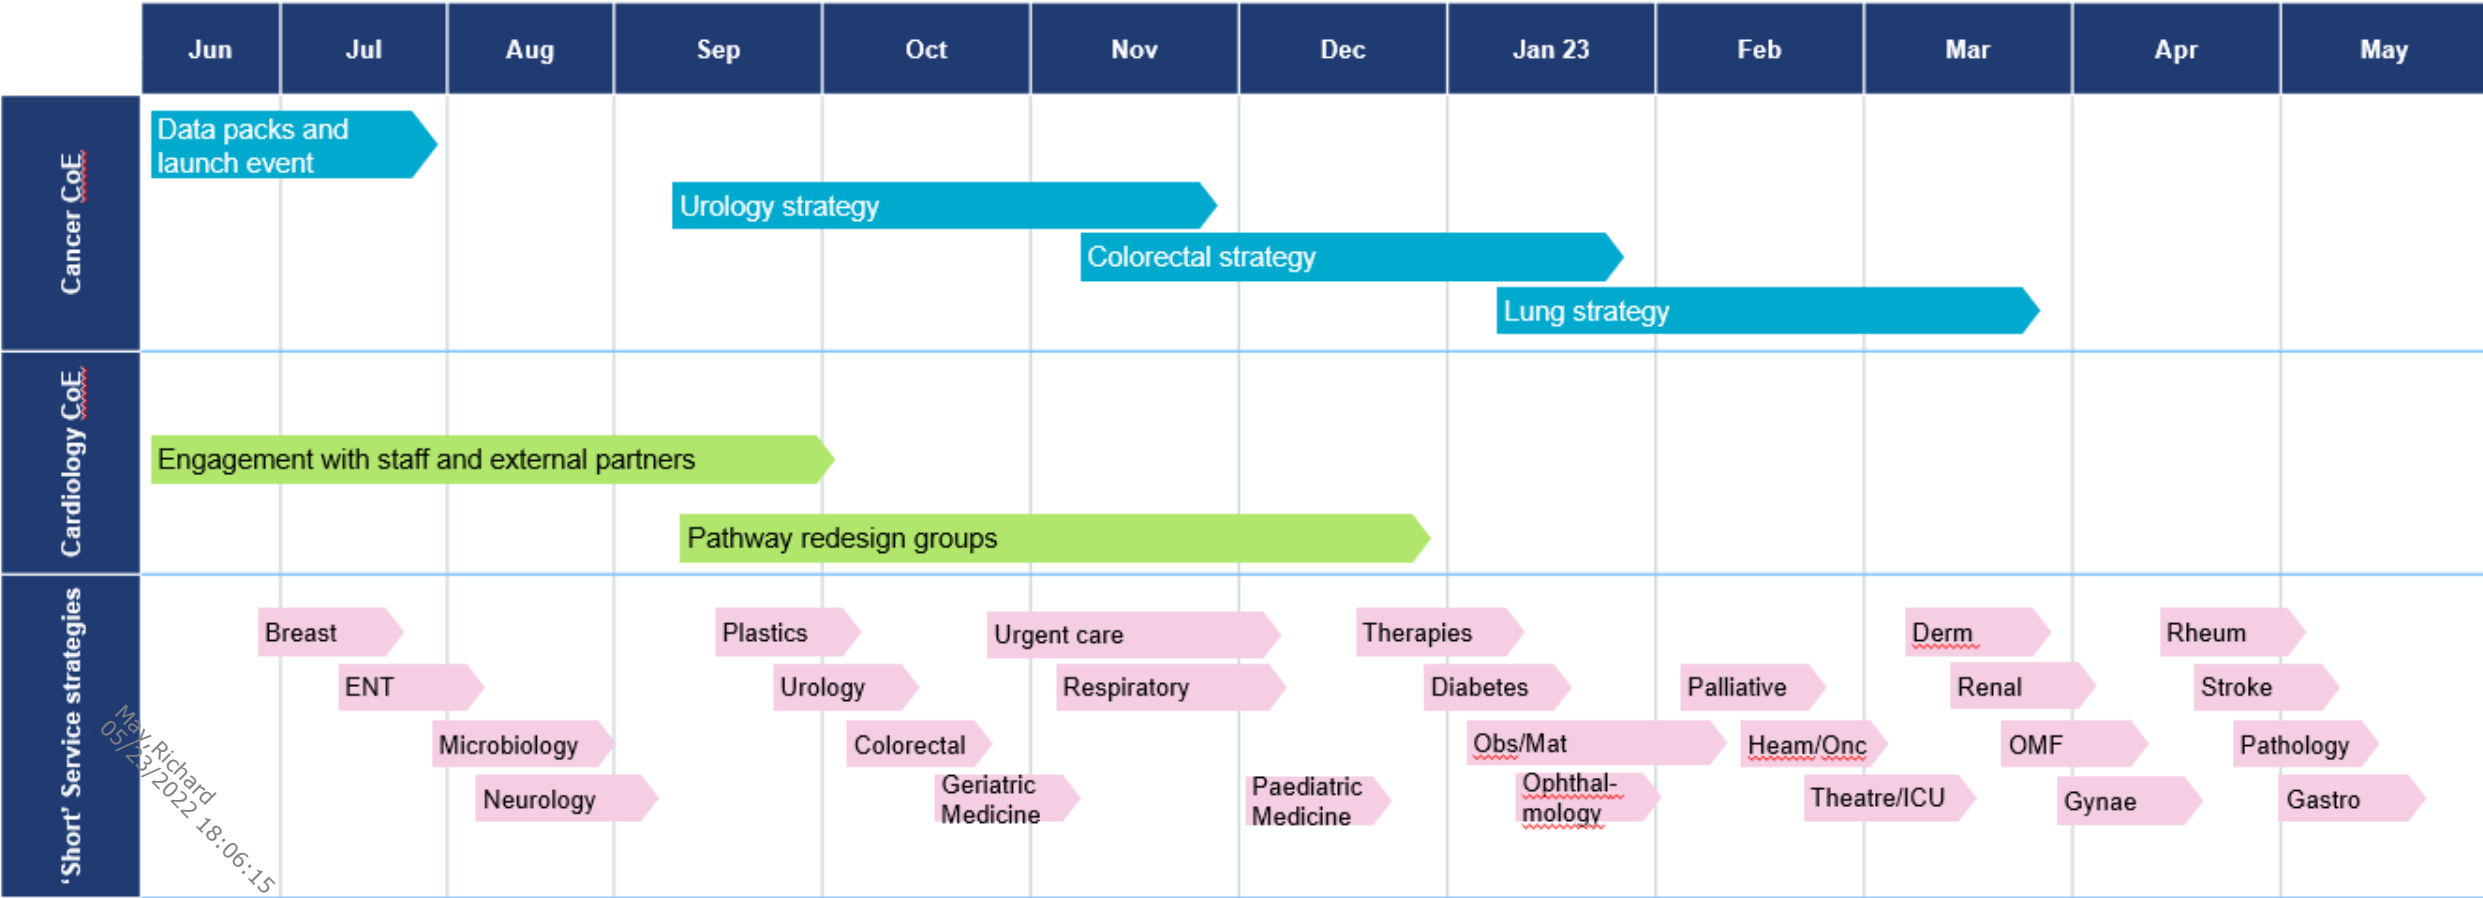 Jun Jul Aug Sep Oct Nov Dec Jan 23 Feb Mar Apr May
Cancer CoE
Data packs and
launch event
Urology strategy
Colorectal strategy
Lung strategy
Cardiology CoE
Engagement with staff and external partners
Pathway redesign groups
‘Short’ Service strategies
Breast
Plastics
Urgent care
Therapies
Derm
Rheum
ENT
Urology
Respiratory
Diabetes
Palliative
Renal
Stroke
Microbiology
Colorectal
Obs/Mat
Heam/Onc
OMF
Pathology
Neurology
Geriatric
Medicine
Paediatric
Medicine
Ophthal-
mology
Theatre/ICU
Gynae
Gastro
May,Richard
05/23/2022 18:06:15